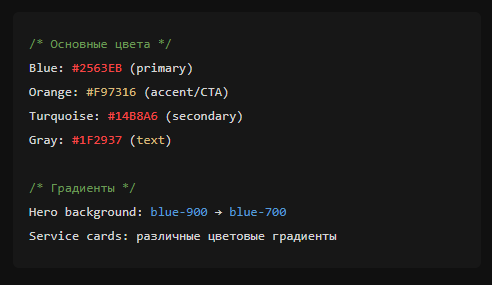 /* Основные цвета */
Blue: #2563EB (primary)
Orange: #F97316 (accent/CTA)
Turquoise: #14B8A6 (secondary)
Gray: #1F2937 (text)
/* Градиенты */
Hero background: blue-900 → blue-700
Service cards: различные цветовые градиенты